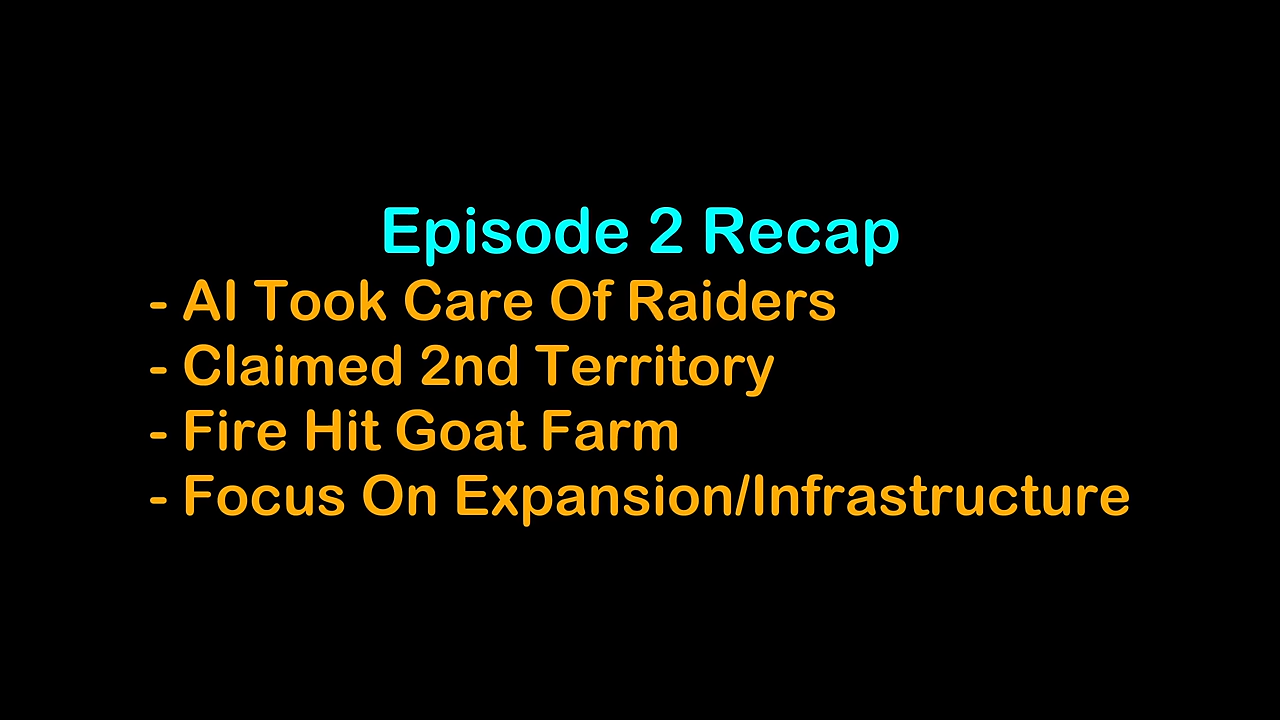 Episode 2 Recap
- AI Took Care Of Raiders
- Claimed 2nd Territory
- Fire Hit Goat Farm
- Focus On Expansion/Infrastructure